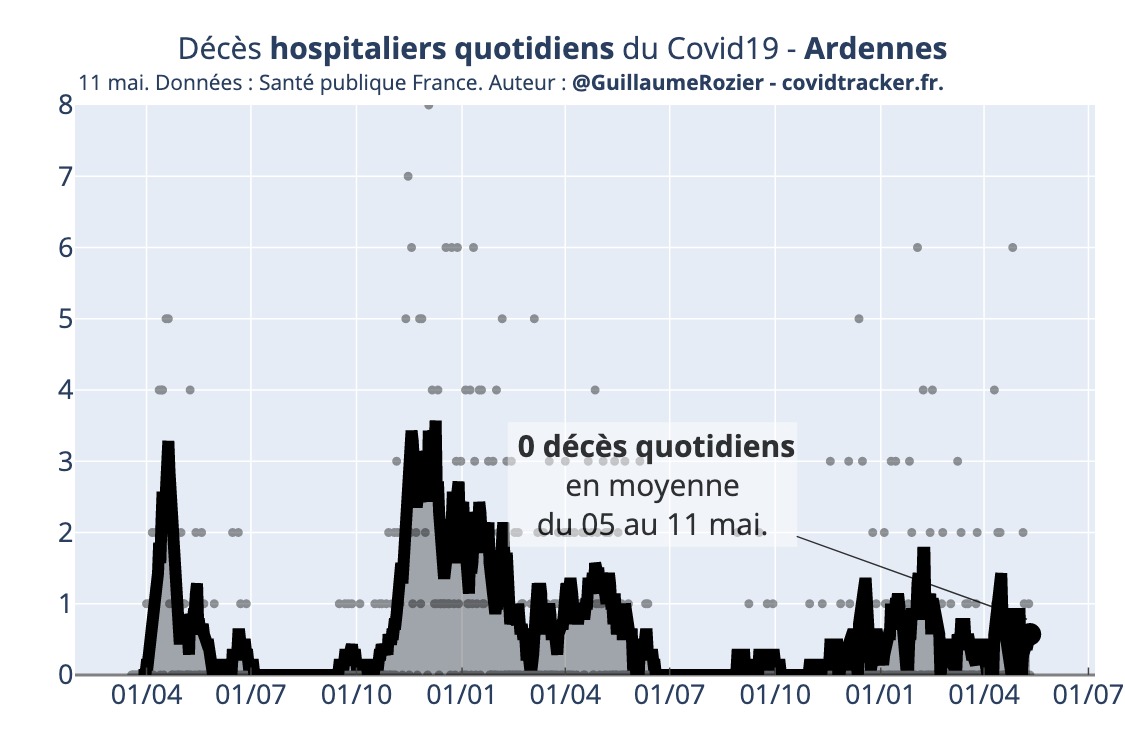 Décès hospitaliers quotidiens du Covid19 - Ardennes
11 mai. Données : Santé publique France. Auteur : @GuillaumeRozier - covidtracker.fr.
8
7
6
5
4
3
2
1
0
0 décès quotidiens
en moyenne
du 05 au 11 mai.
01/04 01/07 01/10 01/01 01/04 01/07 01/10 01/01 01/04 01/07